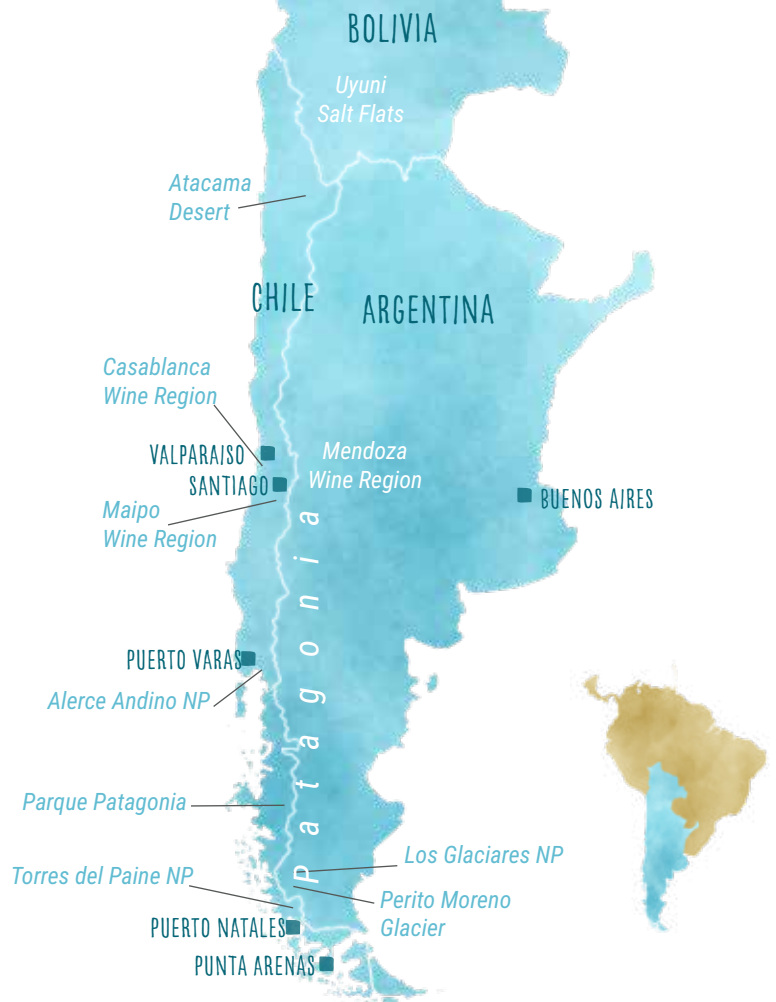 BOLIVIA
Uyuni
Salt Flats
Atacama
Desert
CHILE
ARGENTINA
Casablanca
Wine Region
VALPARAISO
Mendoza
Wine Region
SANTIAGO
BUENOS AIRES
Maipo
Wine Region
Patagonia
PUERTO VARAS
Alerce Andino NP
Parque Patagonia
Los Glaciares NP
Torres del Paine NP
Perito Moreno
Glacier
PUERTO NATALES
PUNTA ARENAS